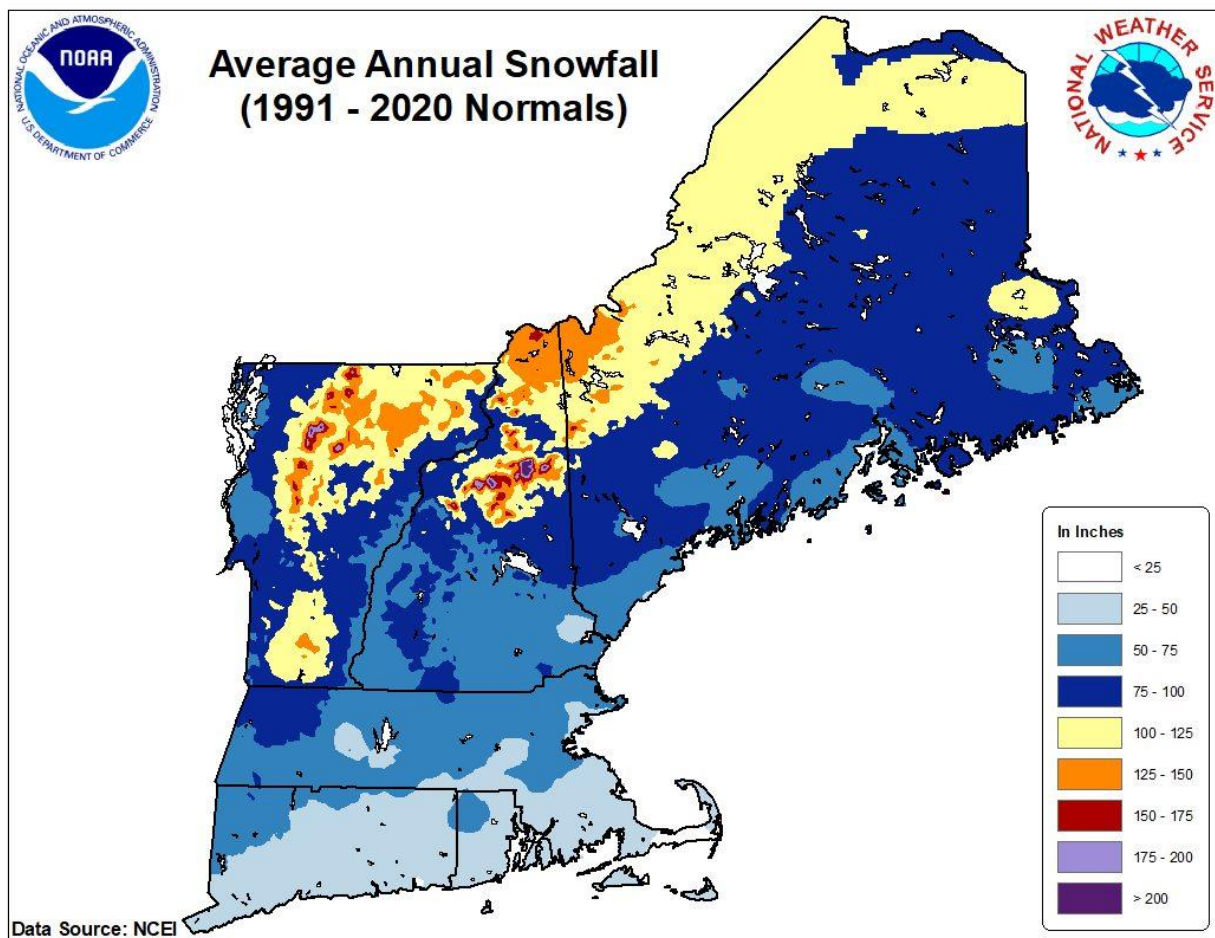 NATIONAL OCEANIC AND ATMOSPHERIC ADMINISTRATION
NOAA
U.S. DEPARTMENT OF COMMERCE
Average Annual Snowfall
(1991 - 2020 Normals)
NATIONAL WEATHER SERVICE
In Inches
< 25
25 - 50
50 - 75
75 - 100
100 - 125
125 - 150
150 - 175
175 - 200
> 200
Data Source: NCEI